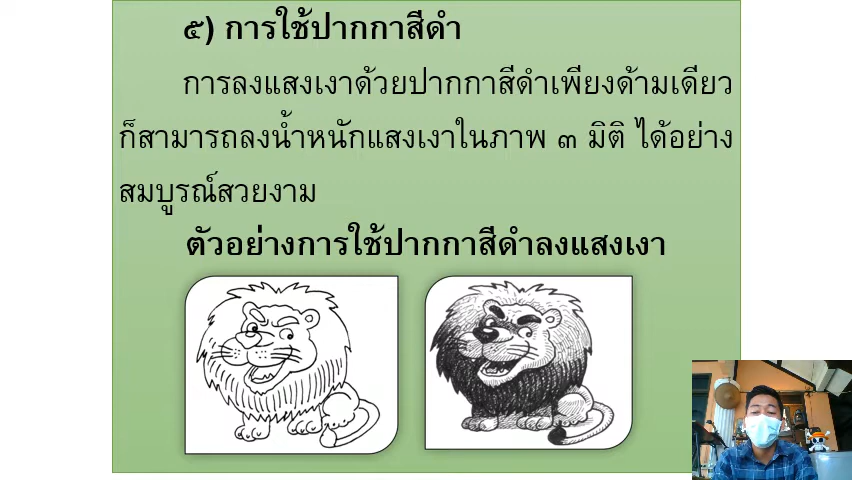 ๕) การใช้ปากกาสีดำ
การลงแสงเงาด้วยปากกาสีดำเพียงด้ามเดียว
ก็สามารถลงน้ำหนักแสงเงาในภาพ ๓ มิติ ได้อย่าง
สมบูรณ์สวยงาม
ตัวอย่างการใช้ปากกาสีดำลงแสงเงา